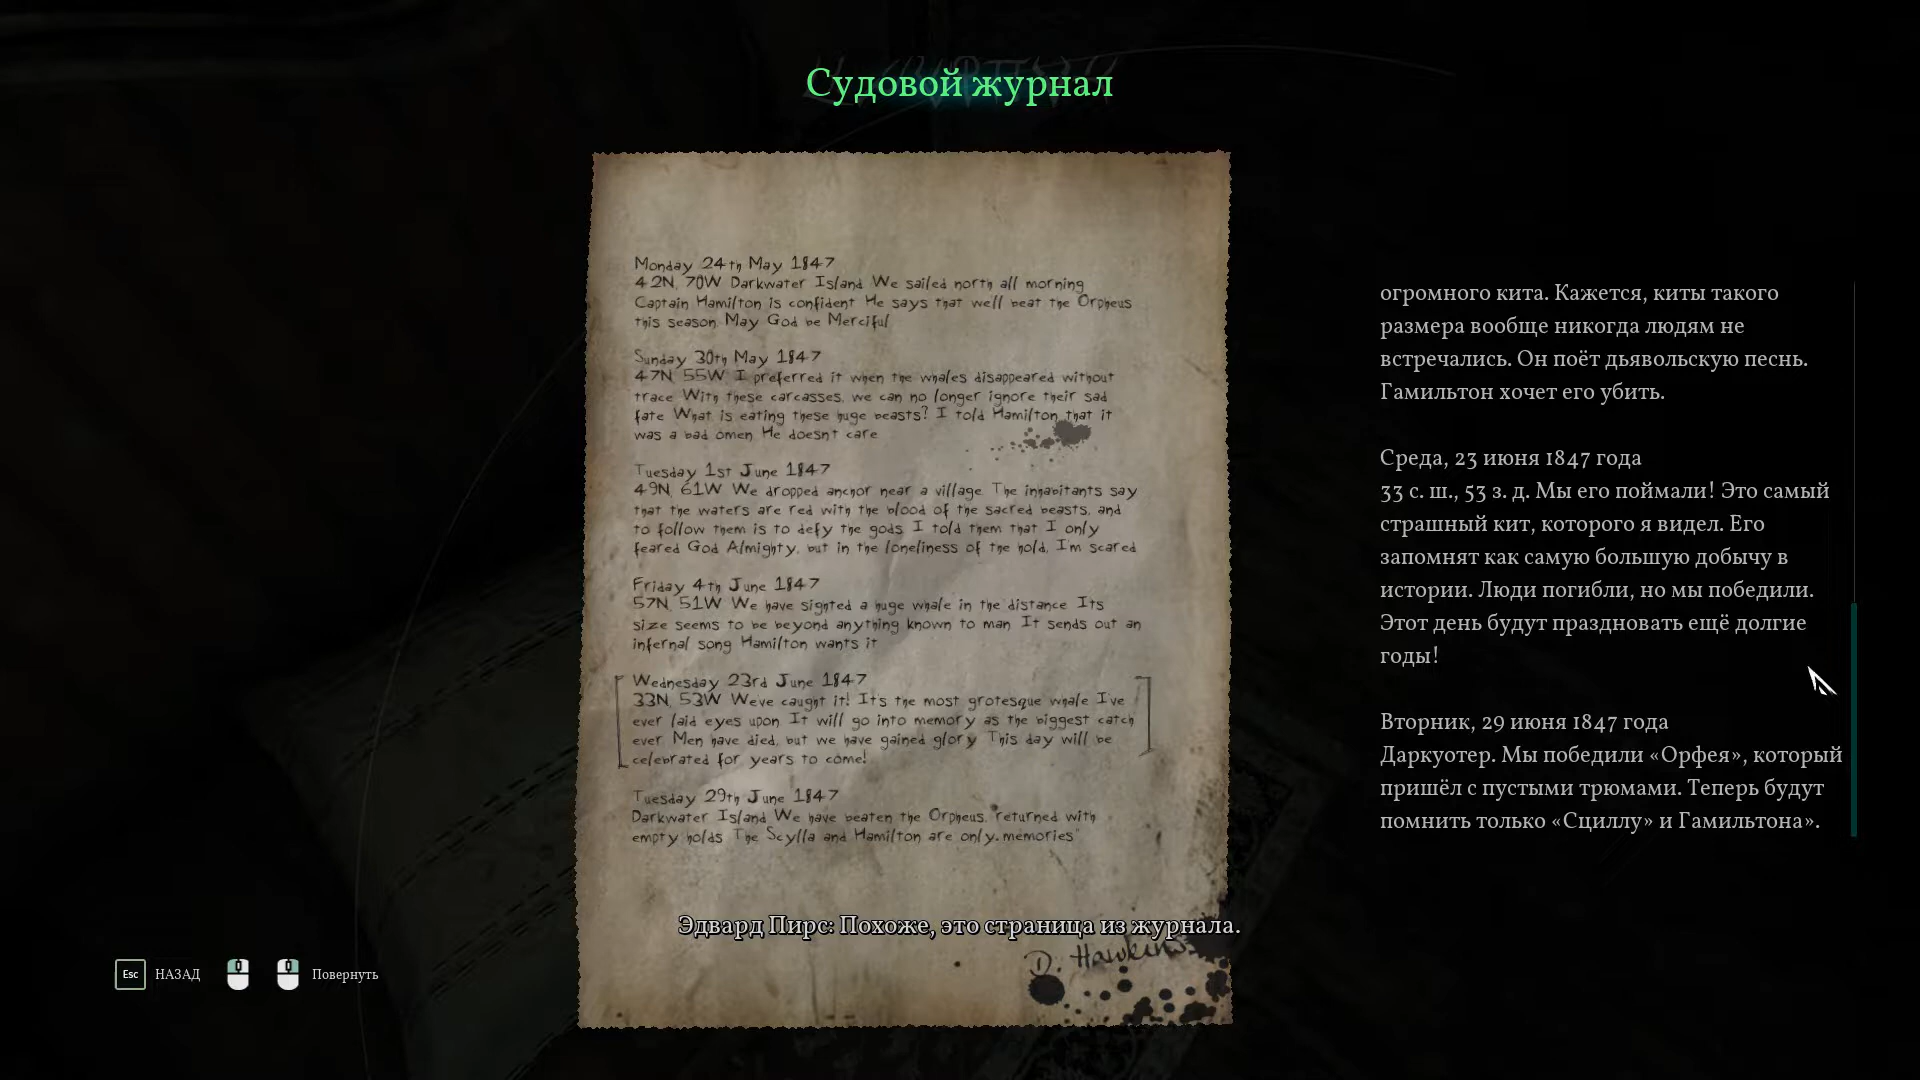 Судовой журнал
Monday 24th May 1847
42N, 70W Darkwater Island We sailed north all morning
Captain Hamilton is confident He says that we'll beat the Orpheus
this season May God be Merciful
Sunday 30th May 1847
47N 55W I preferred it when the whales disappeared without
trace With these carcasses, we can no longer ignore their sad
fate What is eating these huge beasts? I told Hamilton that it
was a bad omen He doesn't care
Tuesday 1st June 1847
49N, 61W We dropped anchor near a village The inhabitants say
that the waters are red with the blood of the sacred beasts, and
to follow them is to defy the gods I told them that I only
feared God Almighty, but in the loneliness of the hold, I'm scared
Friday 4th June 1847
57N, 51W We have sighted a huge whale in the distance Its
size seems to be beyond anything known to man It sends out an
infernal song Hamilton wants it
Wednesday 23rd June 1847
33N, 53W We've caught it! It's the most grotesque whale I've
ever laid eyes upon It will go into memory as the biggest catch
ever Men have died, but we have gained glory This day will be
celebrated for years to come!
Tuesday 29th June 1847
Darkwater Island We have beaten the Orpheus, returned with
empty holds The Scylla and Hamilton are only memories"
D. Hawkins
огромного кита. Кажется, киты такого
размера вообще никогда людям не
встречались. Он поёт дьявольскую песнь.
Гамильтон хочет его убить.
Среда, 23 июня 1847 года
33 с. ш., 53 з. д. Мы его поймали! Это самый
страшный кит, которого я видел. Его
запомнят как самую большую добычу в
истории. Люди погибли, но мы победили.
Этот день будут праздновать ещё долгие
годы!
Вторник, 29 июня 1847 года
Даркуотер. Мы победили «Орфея», который
пришёл с пустыми трюмами. Теперь будут
помнить только «Сциллу» и Гамильтона».
Эдвард Пирс: Похоже, это страница из журнала.
Esc НАЗАД Повернуть